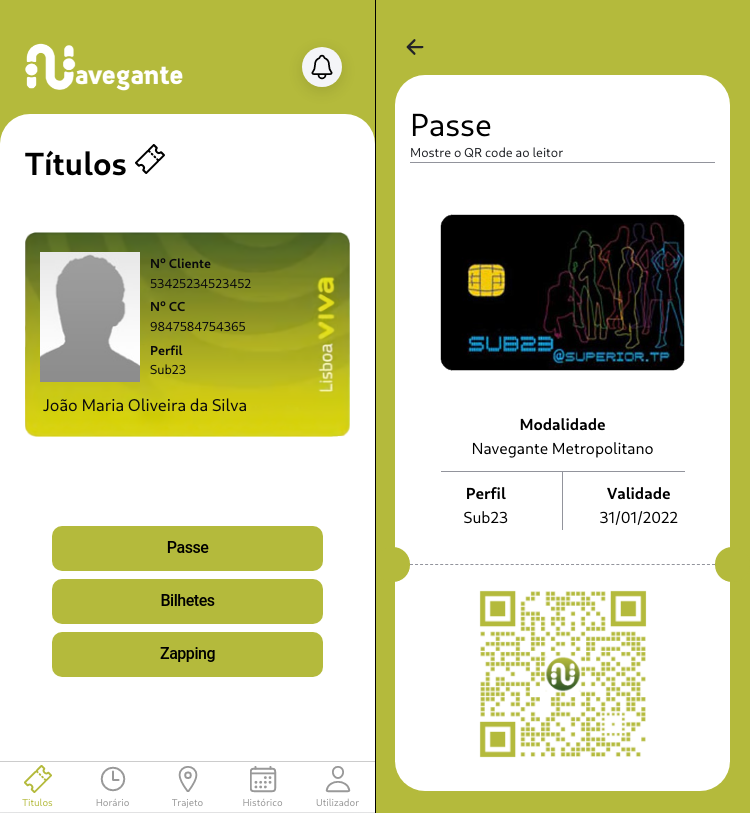 Navegante
Títulos
Nº Cliente
53425234523452
Nº CC
9847584754365
Perfil
Sub23
João Maria Oliveira da Silva
Lisboa VIVA
Passe
Bilhetes
Zapping
Títulos
Horário
Trajeto
Histórico
Utilizador
Passe
Mostre o QR code ao leitor
SUB23
@SUPERIOR.TP
Modalidade
Navegante Metropolitano
Perfil
Validade
Sub23
31/01/2022